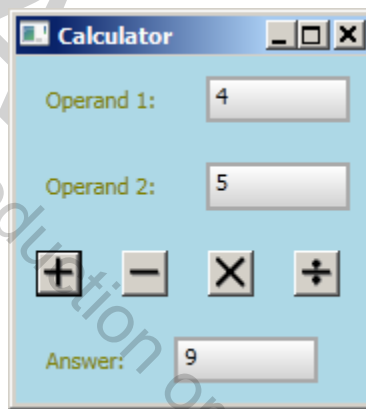 Calculator
Operand 1: 4
Operand 2: 5
+ − × ÷
Answer: 9